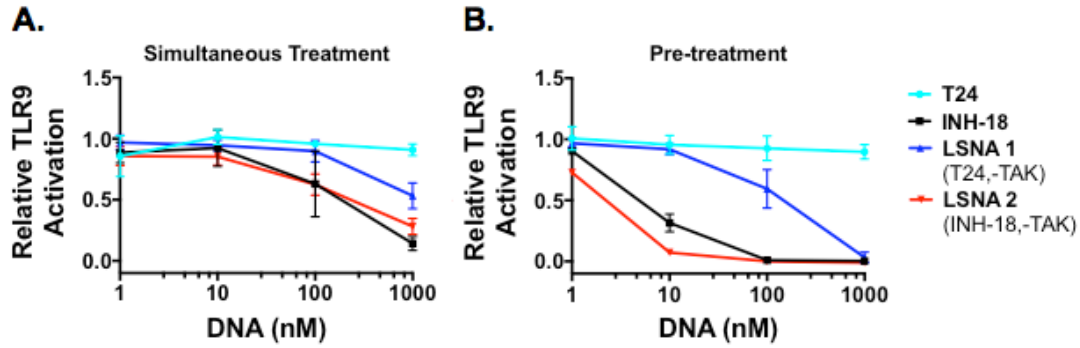 A.
Simultaneous Treatment
Relative TLR9
Activation
1.5
1.0
0.5
0.0
1
10
100
1000
DNA (nM)
B.
Pre-treatment
Relative TLR9
Activation
1.5
1.0
0.5
0.0
1
10
100
1000
DNA (nM)
T24
INH-18
LSNA 1
(T24,-TAK)
LSNA 2
(INH-18,-TAK)